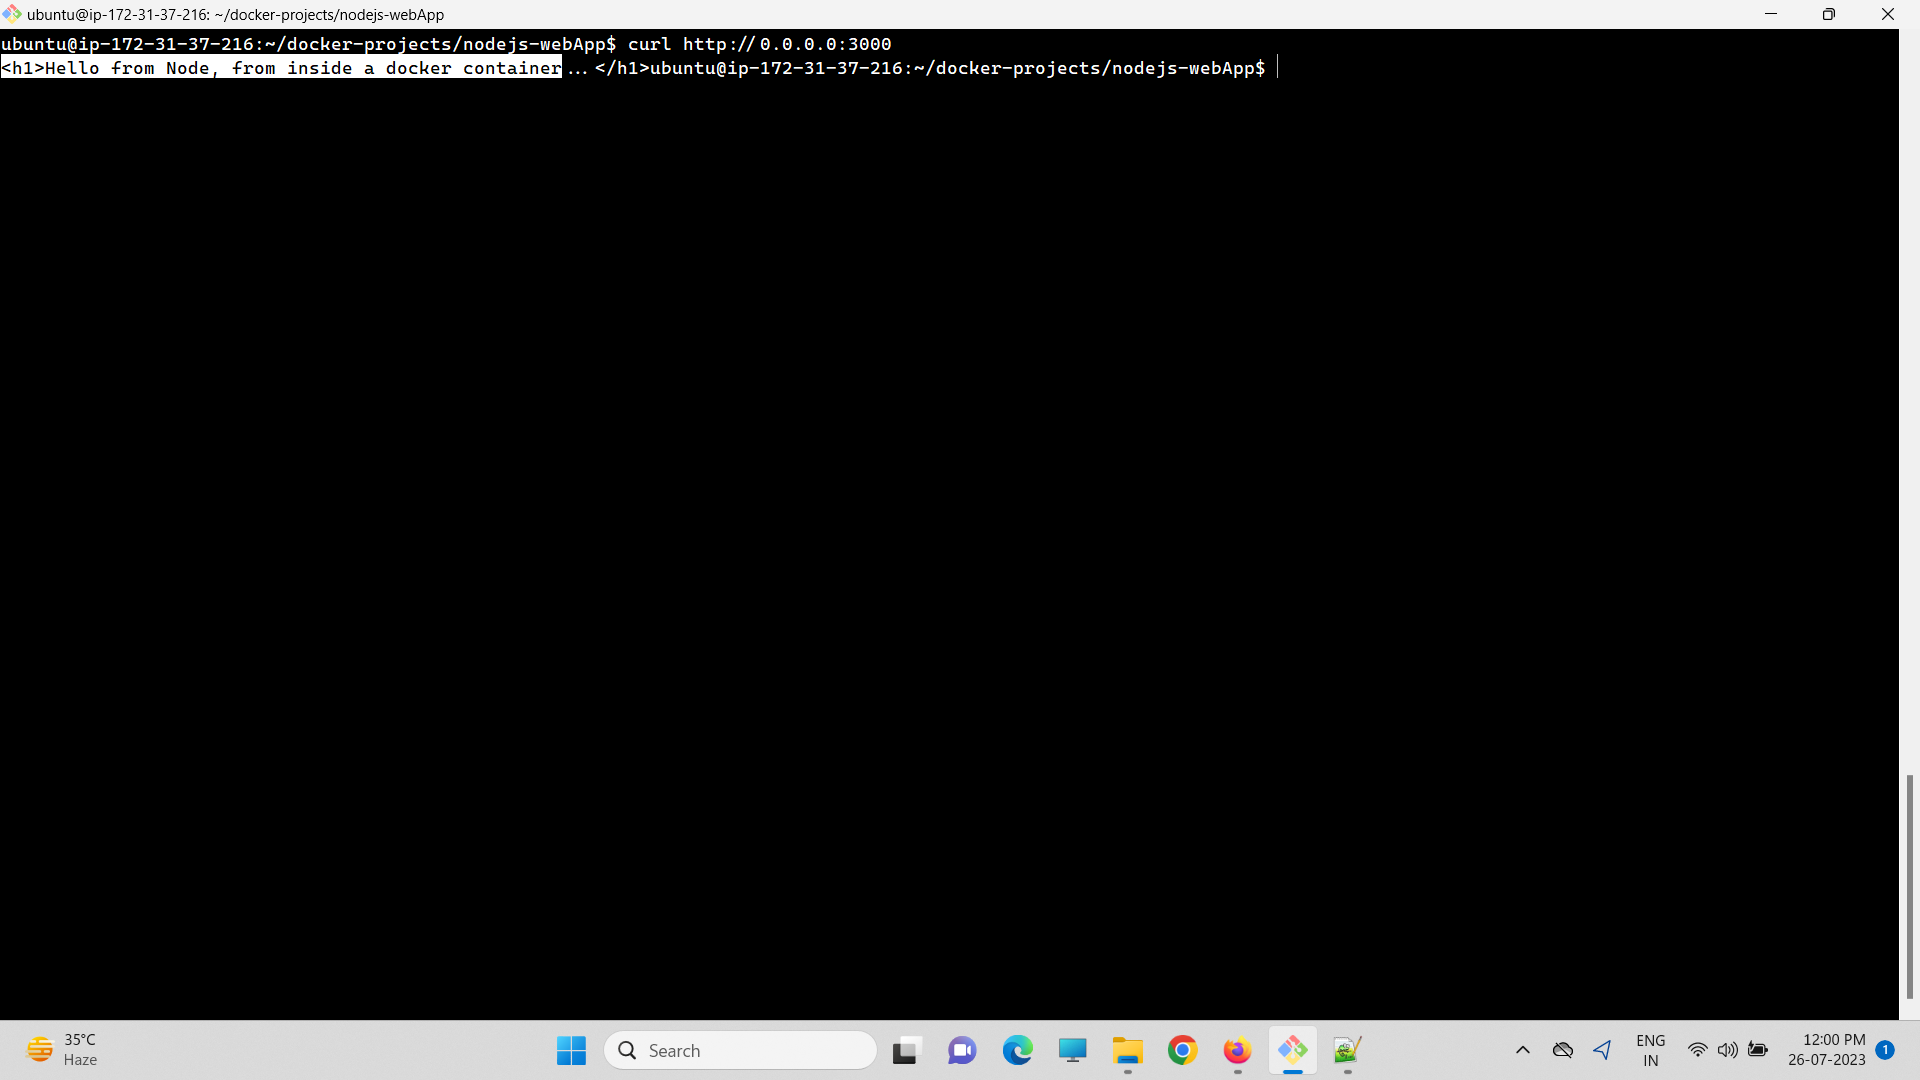 ubuntu@ip-172-31-37-216: ~/docker-projects/nodejs-webApp
ubuntu@ip-172-31-37-216:~/docker-projects/nodejs-webApp$ curl http://0.0.0.0:3000
<h1>Hello from Node, from inside a docker container...</h1>ubuntu@ip-172-31-37-216:~/docker-projects/nodejs-webApp$
35°C
Haze
Search
ENG
IN
12:00 PM
26-07-2023
1